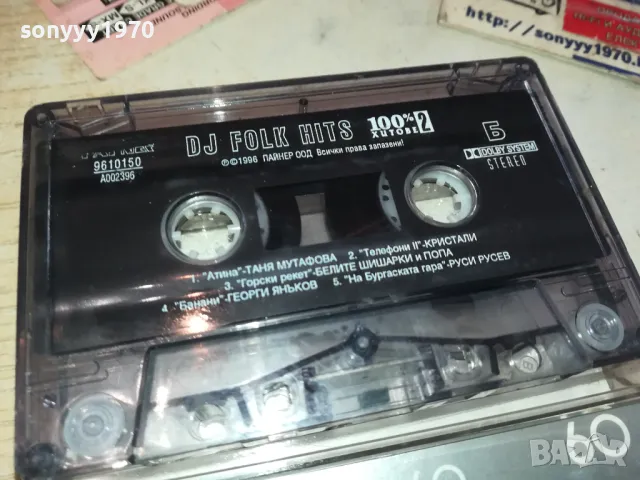 sonyyy1970
http://sonyyy1970.
DJ FOLK HITS 100% ХИТОВЕ 2
Б
9610150
A002396
℗©1996 ПАЙНЕР ООД Всички права запазени!
DOLBY SYSTEM
STEREO
1. "Атина"-ТАНЯ МУТАФОВА 2. "Телефони II"-КРИСТАЛИ
3. "Горски рекет"-БЕЛИТЕ ШИШАРКИ и ПОПА
4. "Банани"-ГЕОРГИ ЯНЬКОВ 5. "На Бургаската гара"-РУСИ РУСЕВ
60
bazar